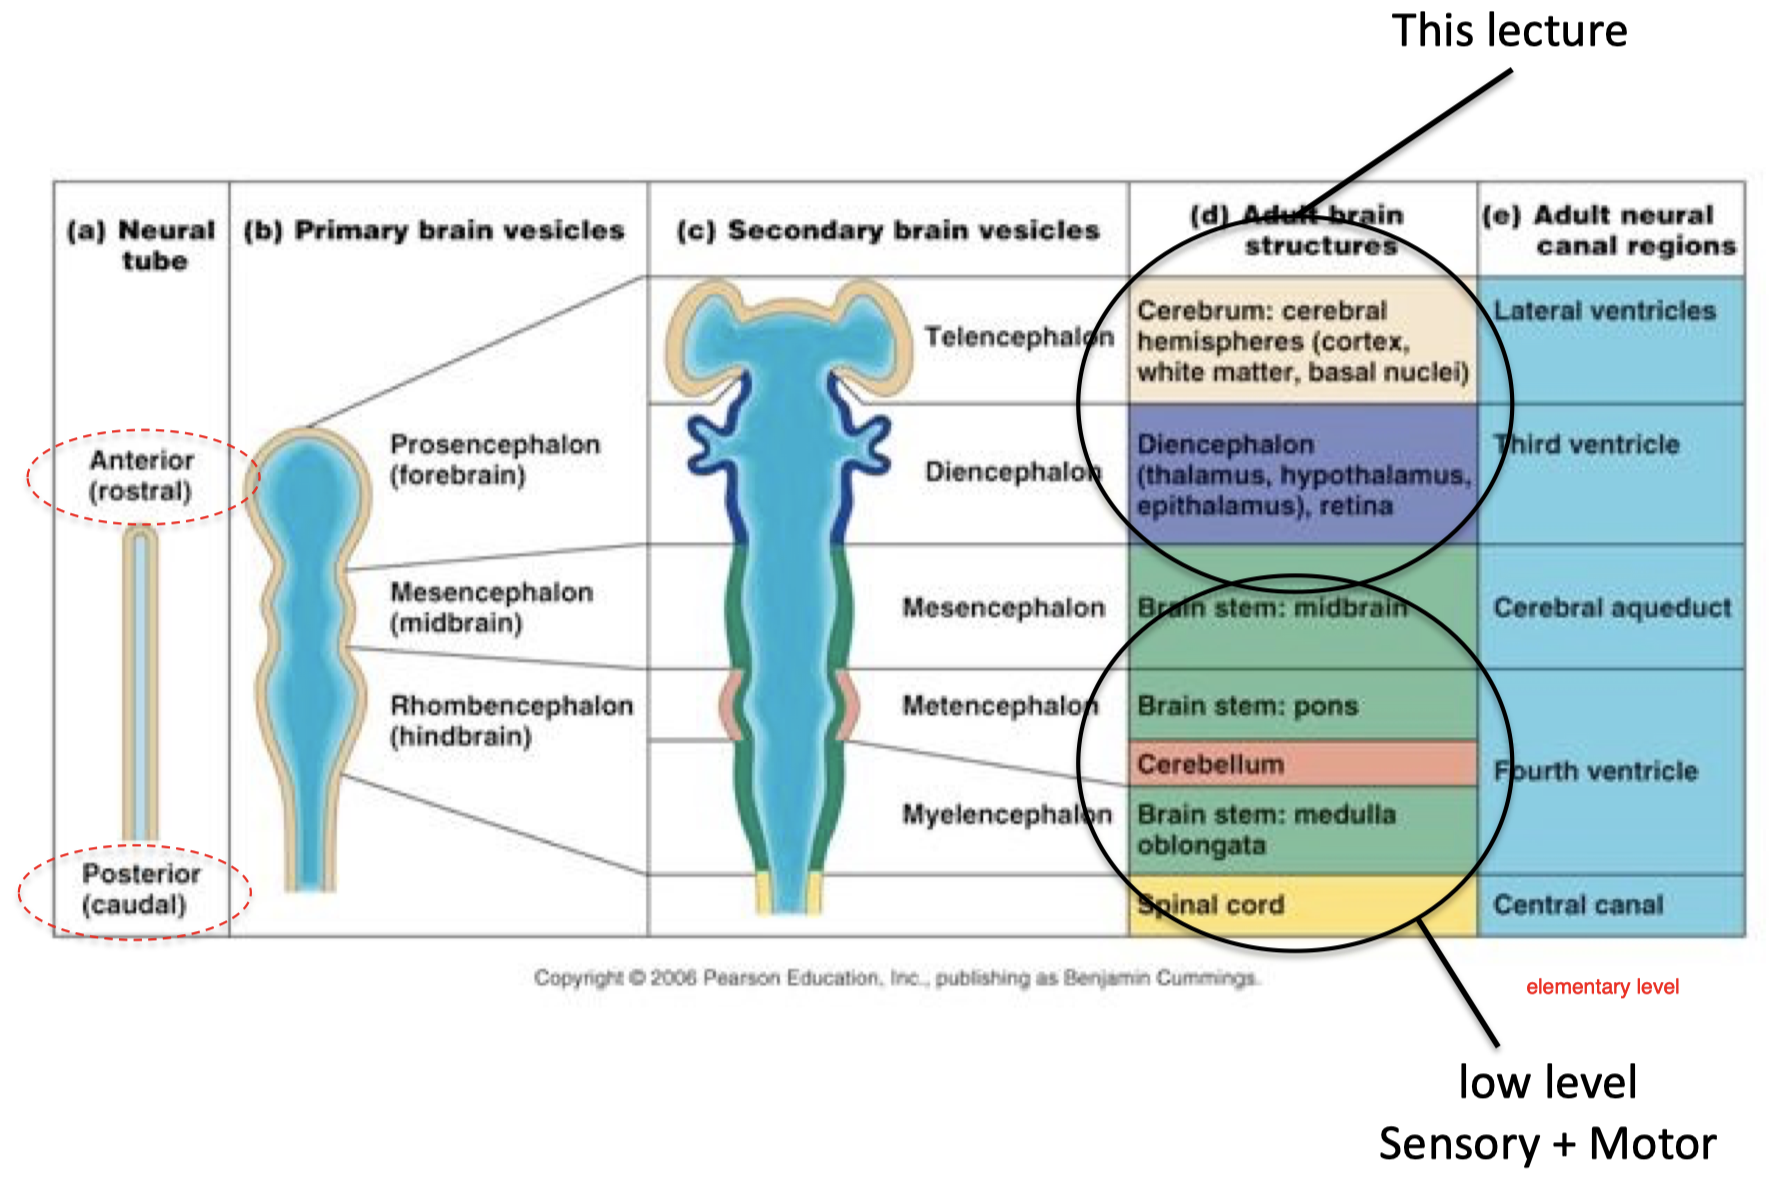 This lecture
(a) Neural
tube
(b) Primary brain vesicles
(c) Secondary brain vesicles
(d) Adult brain
structures
(e) Adult neural
canal regions
Anterior
(rostral)
Posterior
(caudal)
Prosencephalon
(forebrain)
Mesencephalon
(midbrain)
Rhombencephalon
(hindbrain)
Telencephalon
Diencephalon
Mesencephalon
Metencephalon
Myelencephalon
Cerebrum: cerebral
hemispheres (cortex,
white matter, basal nuclei)
Diencephalon
(thalamus, hypothalamus,
epithalamus), retina
Brain stem: midbrain
Brain stem: pons
Cerebellum
Brain stem: medulla
oblongata
Spinal cord
Lateral ventricles
Third ventricle
Cerebral aqueduct
Fourth ventricle
Central canal
Copyright © 2006 Pearson Education, Inc., publishing as Benjamin Cummings.
elementary level
low level
Sensory + Motor